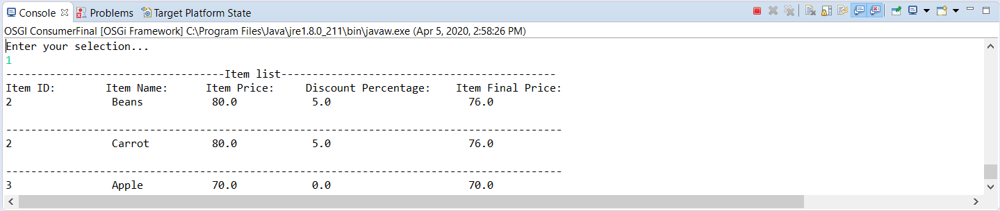 Console Problems Target Platform State
OSGI ConsumerFinal [OSGi Framework] C:\Program Files\Java\jre1.8.0_211\bin\javaw.exe (Apr 5, 2020, 2:58:26 PM)
Enter your selection...
1
-----------------------------------Item list--------------------------------------------
Item ID: Item Name: Item Price: Discount Percentage: Item Final Price:
2 Beans 80.0 5.0 76.0
-----------------------------------------------------------------------------------------
2 Carrot 80.0 5.0 76.0
-----------------------------------------------------------------------------------------
3 Apple 70.0 0.0 70.0